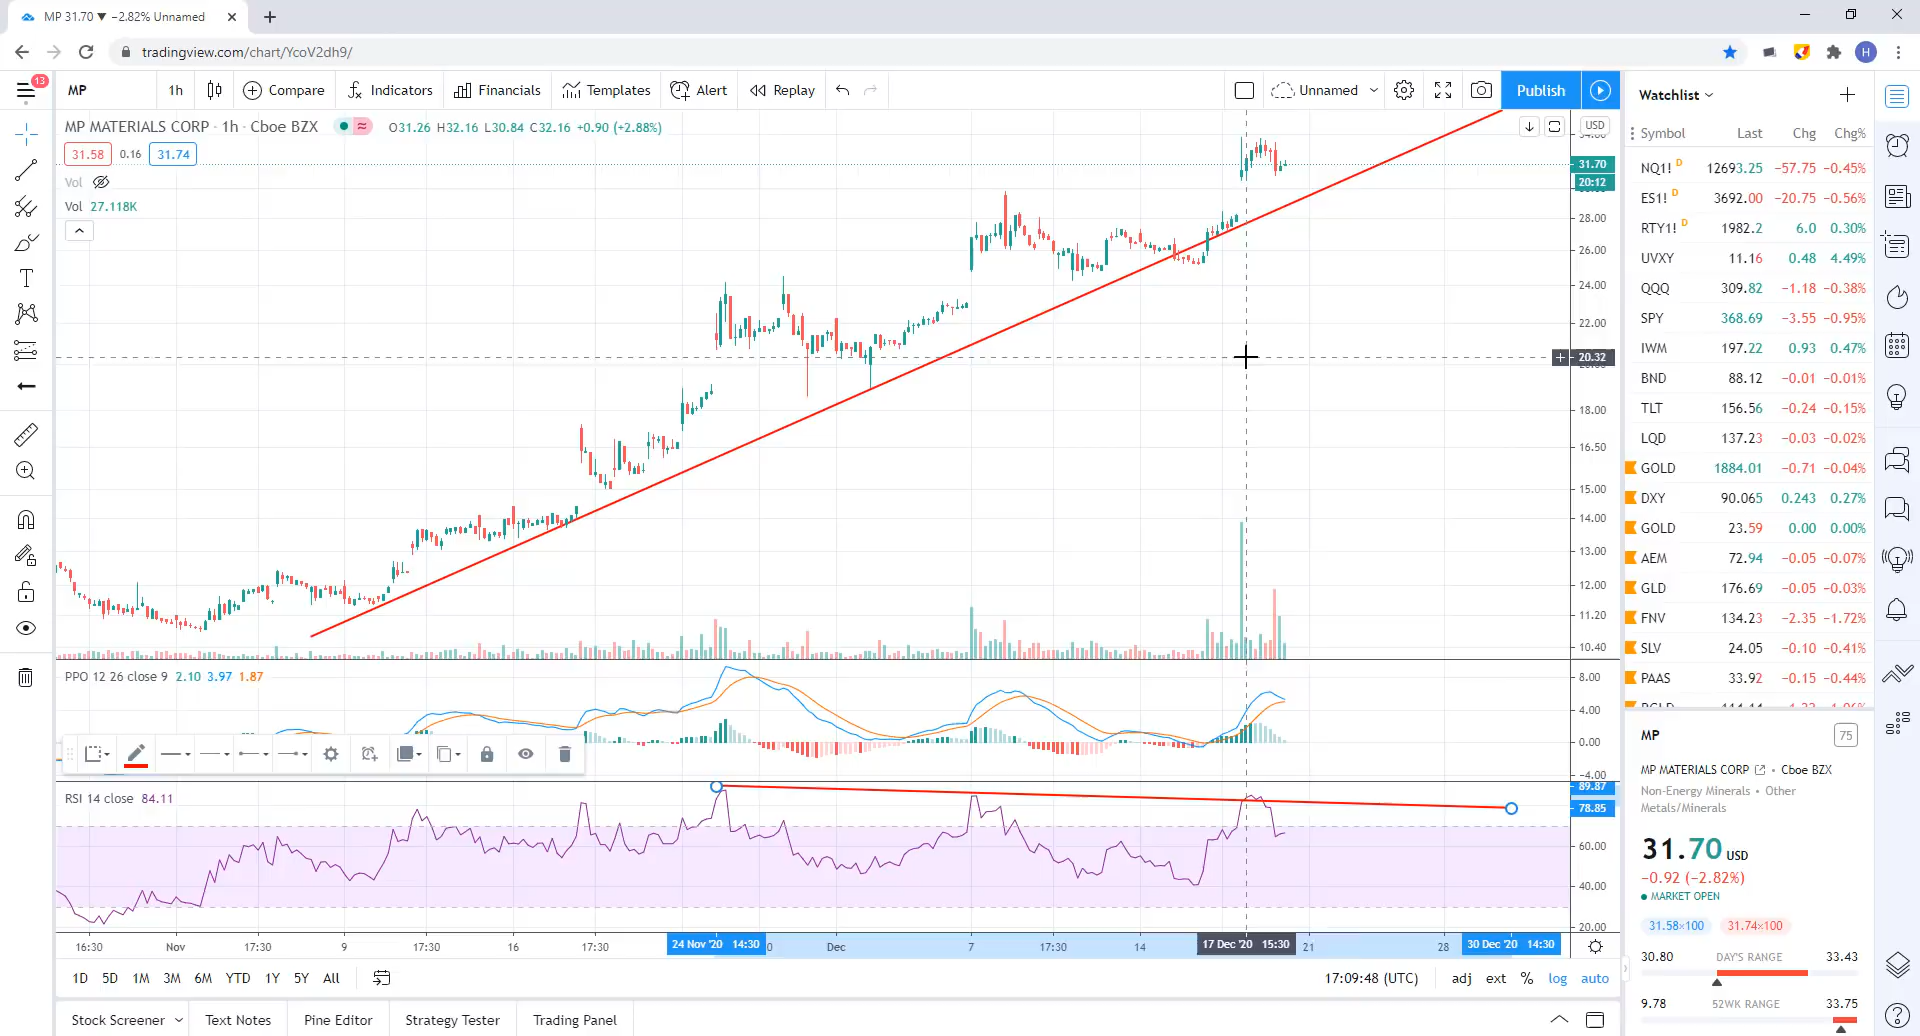 MP 31.70 ▼ −2.82% Unnamed
tradingview.com/chart/YcoV2dh9/
H
13
MP 1h Compare Indicators Financials Templates Alert Replay Unnamed Publish
MP MATERIALS CORP · 1h · Cboe BZX O31.26 H32.16 L30.84 C32.16 +0.90 (+2.88%)
31.58 0.16 31.74
Vol
Vol 27.118K
USD
31.70
20:12
28.00
26.00
24.00
22.00
20.32
18.00
16.50
15.00
14.00
13.00
12.00
11.20
10.40
PPO 12 26 close 9 2.10 3.97 1.87
8.00
4.00
0.00
−4.00
RSI 14 close 84.11
89.87
78.85
60.00
40.00
20.00
16:30 Nov 17:30 9 17:30 16 17:30 24 Nov '20 14:30 0 Dec 7 17:30 14 17 Dec '20 15:30 21 28 30 Dec '20 14:30
1D 5D 1M 3M 6M YTD 1Y 5Y All 17:09:48 (UTC) adj ext % log auto
Stock Screener Text Notes Pine Editor Strategy Tester Trading Panel
Watchlist
Symbol Last Chg Chg%
NQ1! D 12693.25 −57.75 −0.45%
ES1! D 3692.00 −20.75 −0.56%
RTY1! D 1982.2 6.0 0.30%
UVXY 11.16 0.48 4.49%
QQQ 309.82 −1.18 −0.38%
SPY 368.69 −3.55 −0.95%
IWM 197.22 0.93 0.47%
BND 88.12 −0.01 −0.01%
TLT 156.56 −0.24 −0.15%
LQD 137.23 −0.03 −0.02%
GOLD 1884.01 −0.71 −0.04%
DXY 90.065 0.243 0.27%
GOLD 23.59 0.00 0.00%
AEM 72.94 −0.05 −0.07%
GLD 176.69 −0.05 −0.03%
FNV 134.23 −2.35 −1.72%
SLV 24.05 −0.10 −0.41%
PAAS 33.92 −0.15 −0.44%
MP 75
MP MATERIALS CORP • Cboe BZX
Non-Energy Minerals • Other
Metals/Minerals
31.70 USD
−0.92 (−2.82%)
MARKET OPEN
31.58×100 31.74×100
30.80 DAY'S RANGE 33.43
9.78 52WK RANGE 33.75